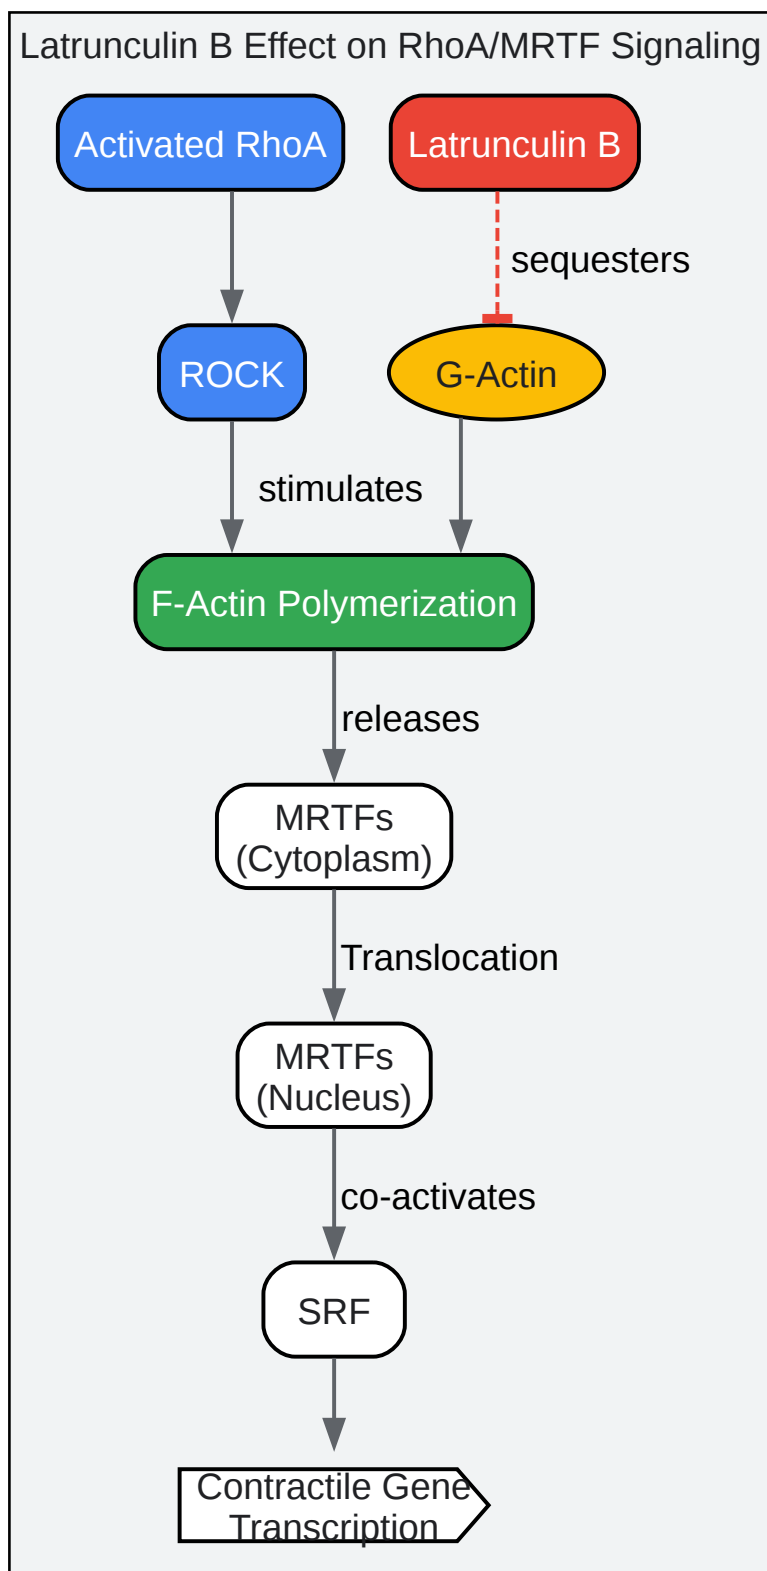 Latrunculin B Effect on RhoA/MRTF Signaling
Activated RhoA
Latrunculin B
sequesters
ROCK
G-Actin
stimulates
F-Actin Polymerization
releases
MRTFs
(Cytoplasm)
Translocation
MRTFs
(Nucleus)
co-activates
SRF
Contractile Gene
Transcription